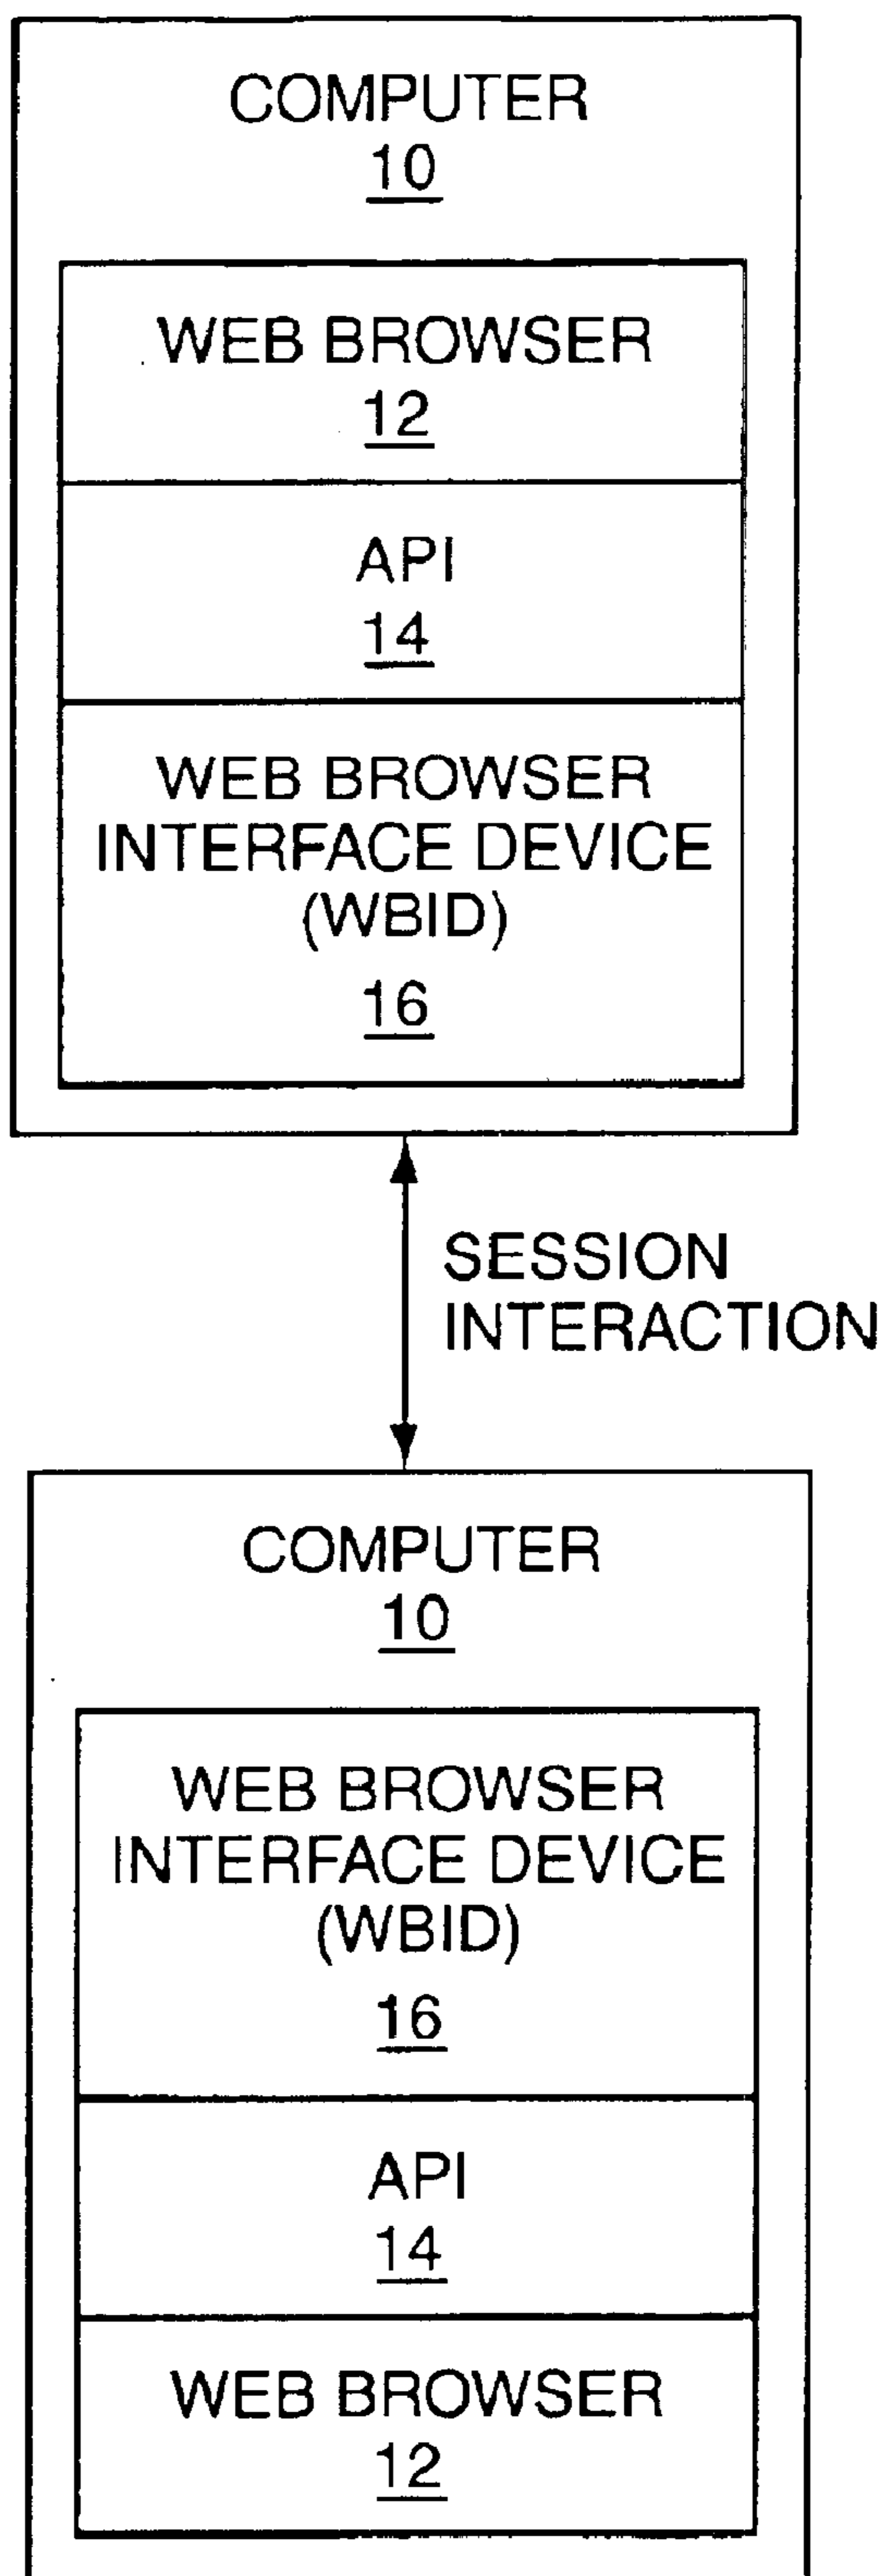 COMPUTER
10
WEB BROWSER
12
API
14
WEB BROWSER
INTERFACE DEVICE
(WBID)
16
SESSION
INTERACTION
COMPUTER
10
WEB BROWSER
INTERFACE DEVICE
(WBID)
16
API
14
WEB BROWSER
12